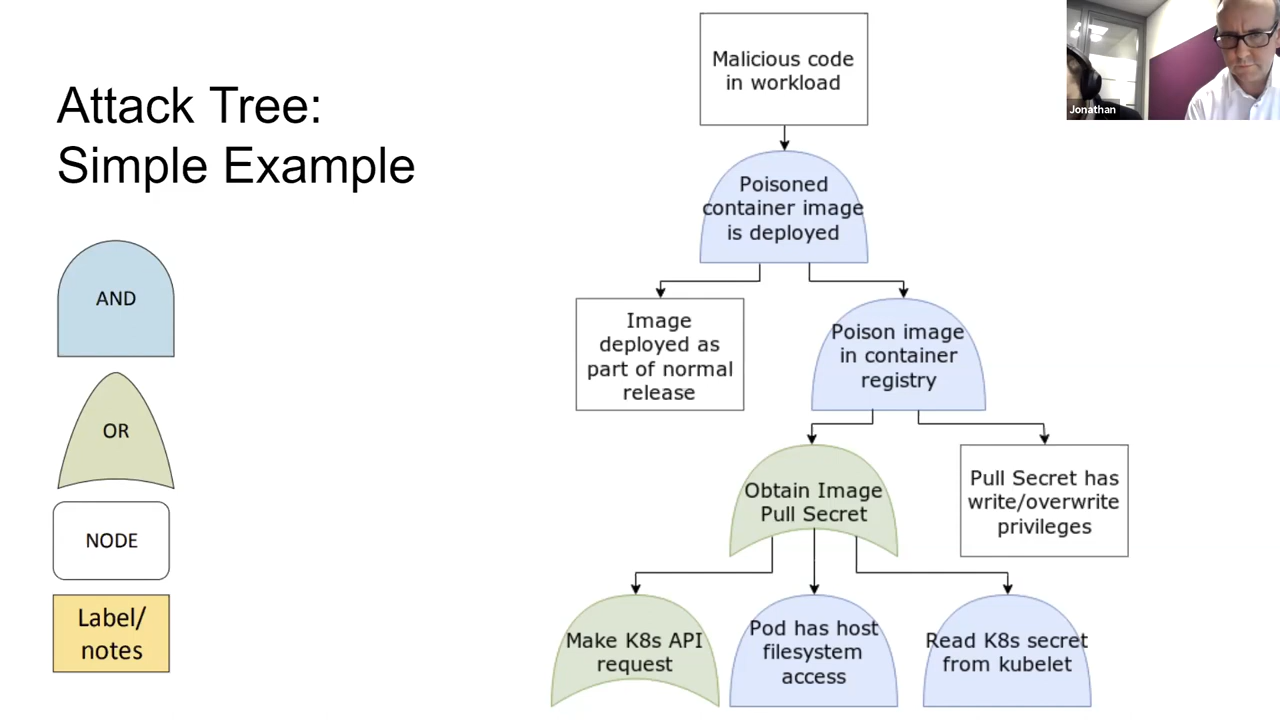 Attack Tree:
Simple Example
AND
OR
NODE
Label/
notes
Malicious code
in workload
Poisoned
container image
is deployed
Image
deployed as
part of normal
release
Poison image
in container
registry
Obtain Image
Pull Secret
Pull Secret has
write/overwrite
privileges
Make K8s API
request
Pod has host
filesystem
access
Read K8s secret
from kubelet
Jonathan